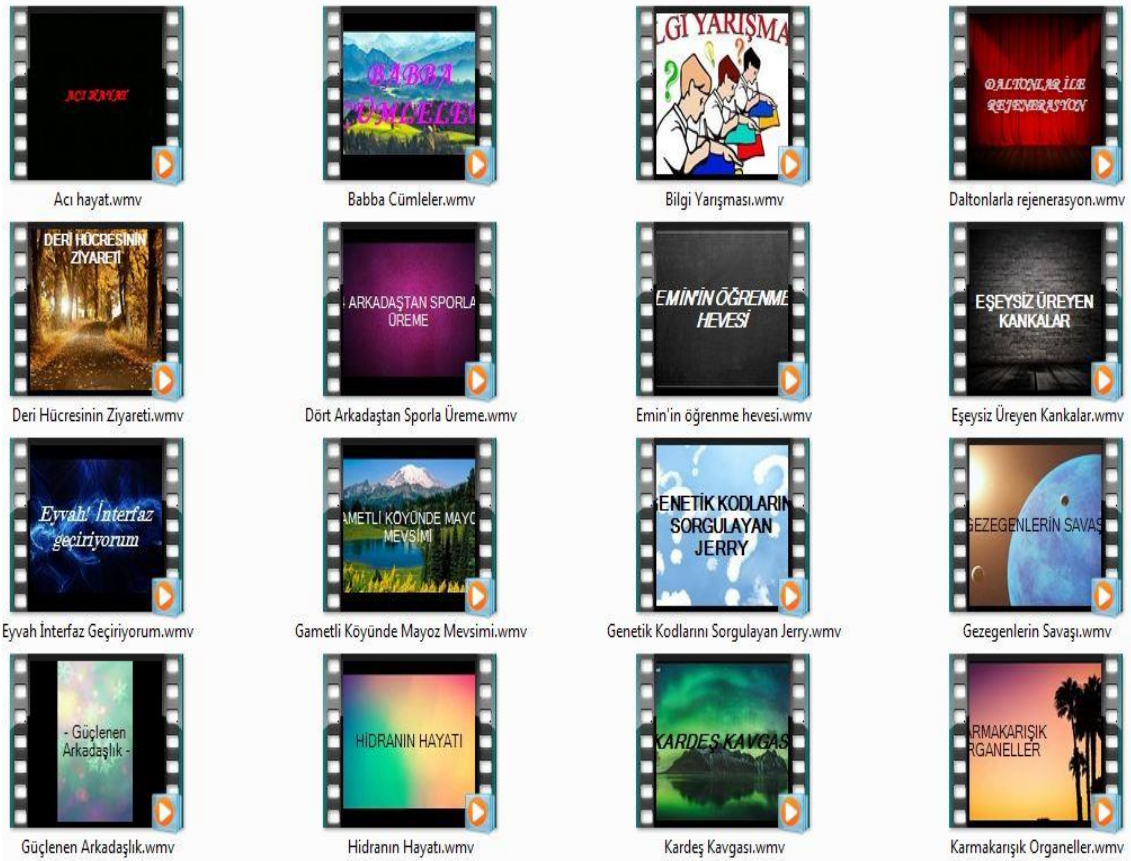 ACI HAYAT
BABBA
CÜMLELER
LGİ YARIŞMA
DALTONLAR İLE
REJENERASYON
Acı hayat.wmv
Babba Cümleler.wmv
Bilgi Yarışması.wmv
Daltonlarla rejenerasyon.wmv
DERİ HÜCRESİNİN
ZİYARETİ
ARKADAŞTAN SPORLA
ÜREME
EMİN'İN ÖĞRENME
HEVESİ
EŞEYSİZ ÜREYEN
KANKALAR
Deri Hücresinin Ziyareti.wmv
Dört Arkadaştan Sporla Üreme.wmv
Emin'in öğrenme hevesi.wmv
Eşeysiz Üreyen Kankalar.wmv
Eyvah! İnterfaz
geçiriyorum
AMETLİ KÖYÜNDE MAYO
MEVSİMİ
ENETİK KODLARIN
SORGULAYAN
JERRY
GEZEGENLERİN SAVAŞ
Eyvah İnterfaz Geçiriyorum.wmv
Gametli Köyünde Mayoz Mevsimi.wmv
Genetik Kodlarını Sorgulayan Jerry.wmv
Gezegenlerin Savaşı.wmv
- Güçlenen
Arkadaşlık -
HİDRANIN HAYATI
KARDEŞ KAVGAS
ARMAKARIŞIK
RGANELLER
Güçlenen Arkadaşlık.wmv
Hidranın Hayatı.wmv
Kardeş Kavgası.wmv
Karmakarışık Organeller.wmv